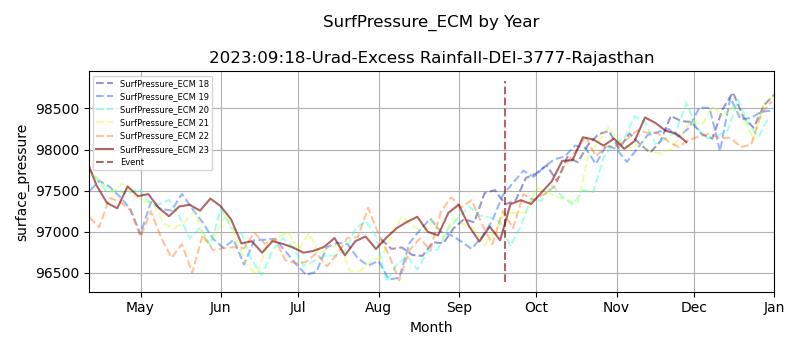 SurfPressure_ECM by Year
2023:09:18-Urad-Excess Rainfall-DEI-3777-Rajasthan
SurfPressure_ECM 18
SurfPressure_ECM 19
SurfPressure_ECM 20
SurfPressure_ECM 21
SurfPressure_ECM 22
SurfPressure_ECM 23
Event
surface_pressure
98500
98000
97500
97000
96500
May Jun Jul Aug Sep Oct Nov Dec Jan
Month